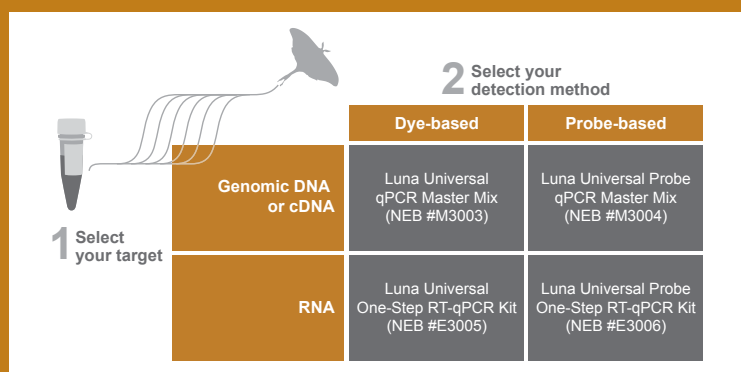 2 Select your
detection method
Dye-based
Probe-based
1 Select
your target
Genomic DNA
or cDNA
Luna Universal
qPCR Master Mix
(NEB #M3003)
Luna Universal Probe
qPCR Master Mix
(NEB #M3004)
RNA
Luna Universal
One-Step RT-qPCR Kit
(NEB #E3005)
Luna Universal Probe
One-Step RT-qPCR Kit
(NEB #E3006)